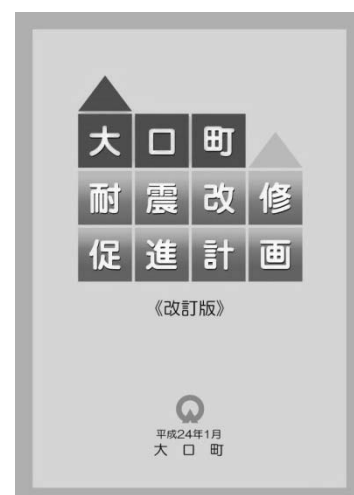 大口町
耐震改修
促進計画
《改訂版》
平成24年1月
大口町